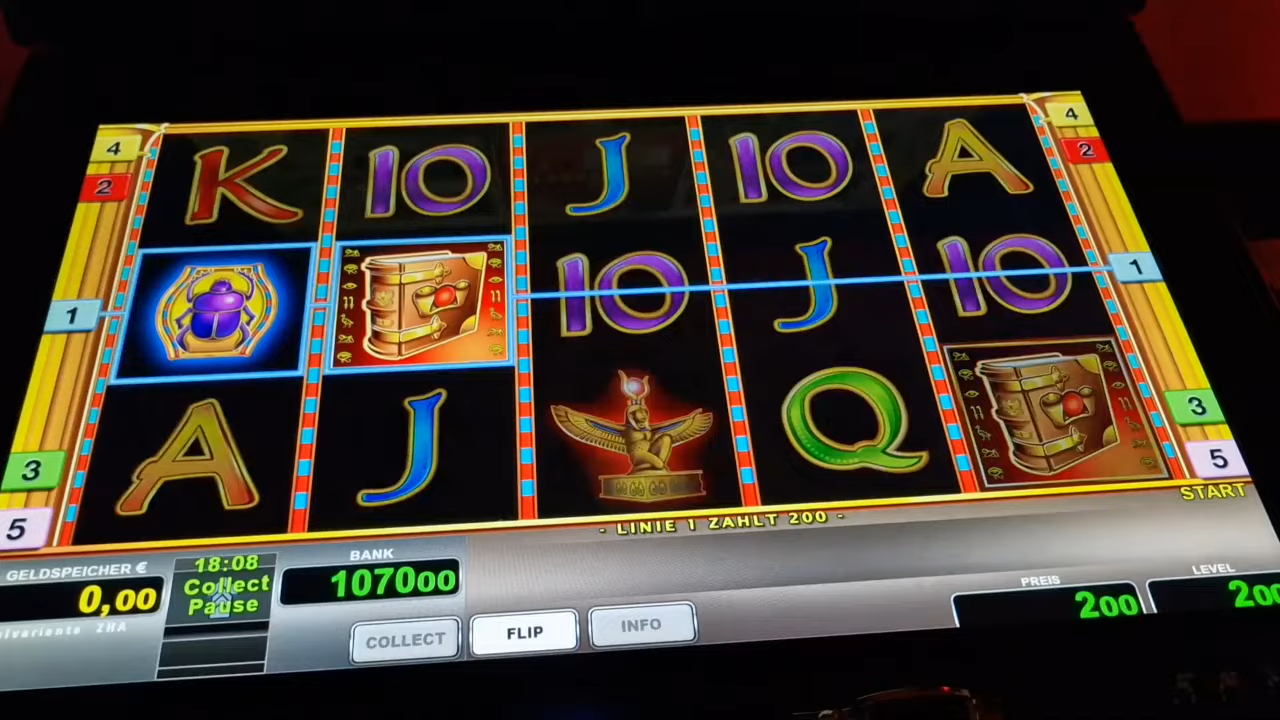 4 K 10 J 10 A 4
2 2
1 10 J 10 1
3 A J Q 3
5 5
START
- LINIE 1 ZAHLT 200 -
GELDSPEICHER € 18:08 BANK
0,00 Collect 107000
Pause
PREIS LEVEL
200 200
COLLECT FLIP INFO